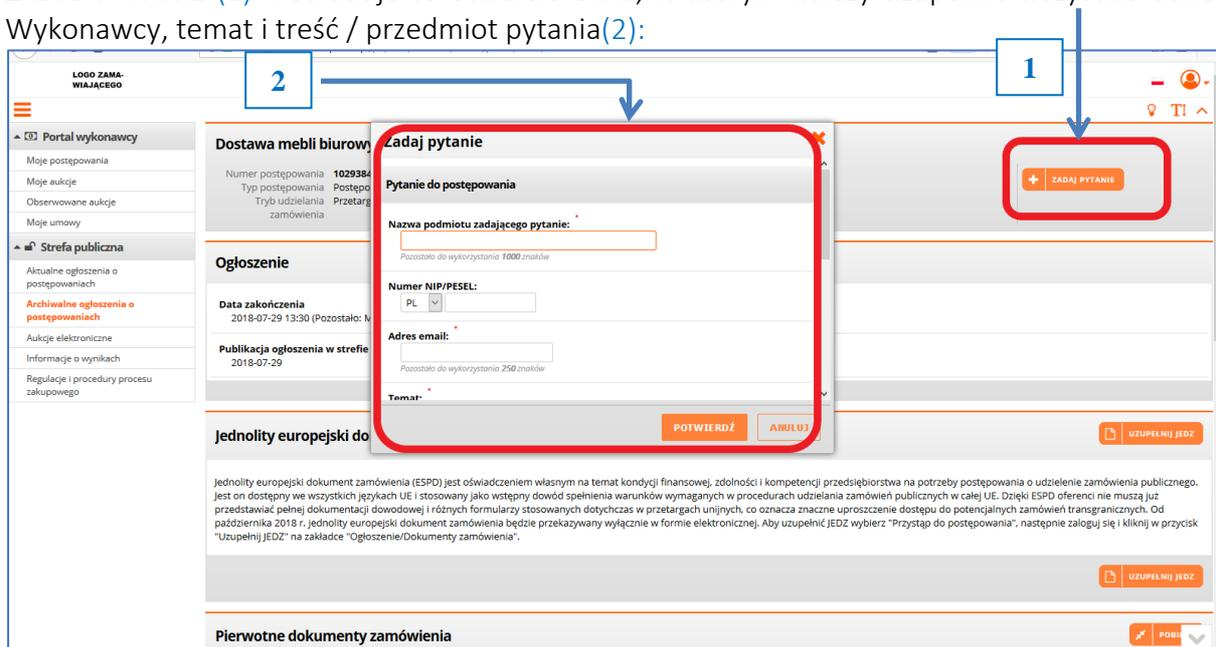 Wykonawcy, temat i treść / przedmiot pytania(2):
1
2
LOGO ZAMA-
WIAJĄCEGO
TI
Portal wykonawcy
Moje postępowania
Moje aukcje
Obserwowane aukcje
Moje umowy
Strefa publiczna
Aktualne ogłoszenia o
postępowaniach
Archiwalne ogłoszenia o
postępowaniach
Aukcje elektroniczne
Informacje o wynikach
Regulacje i procedury procesu
zakupowego
Dostawa mebli biurowy
Numer postępowania 1029384
Typ postępowania Postępo
Tryb udzielania Przetarg
zamówienia
ZADAJ PYTANIE
Zadaj pytanie
Pytanie do postępowania
Nazwa podmiotu zadającego pytanie: *
Pozostało do wykorzystania 1000 znaków
Numer NIP/PESEL:
PL
Adres email: *
Pozostało do wykorzystania 250 znaków
Temat: *
POTWIERDŹ
ANULUJ
Ogłoszenie
Data zakończenia
2018-07-29 13:30 (Pozostało: M
Publikacja ogłoszenia w strefie
2018-07-29
Jednolity europejski do
UZUPEŁNIJ JEDZ
Jednolity europejski dokument zamówienia (ESPD) jest oświadczeniem własnym na temat kondycji finansowej, zdolności i kompetencji przedsiębiorstwa na potrzeby postępowania o udzielenie zamówienia publicznego.
Jest on dostępny we wszystkich językach UE i stosowany jako wstępny dowód spełnienia warunków wymaganych w procedurach udzielania zamówień publicznych w całej UE. Dzięki ESPD oferenci nie muszą już
przedstawiać pełnej dokumentacji dowodowej i różnych formularzy stosowanych dotychczas w przetargach unijnych, co oznacza znaczne uproszczenie dostępu do potencjalnych zamówień transgranicznych. Od
października 2018 r. jednolity europejski dokument zamówienia będzie przekazywany wyłącznie w formie elektronicznej. Aby uzupełnić JEDZ wybierz "Przystąp do postępowania", następnie zaloguj się i kliknij w przycisk
"Uzupełnij JEDZ" na zakładce "Ogłoszenie/Dokumenty zamówienia".
UZUPEŁNIJ JEDZ
Pierwotne dokumenty zamówienia